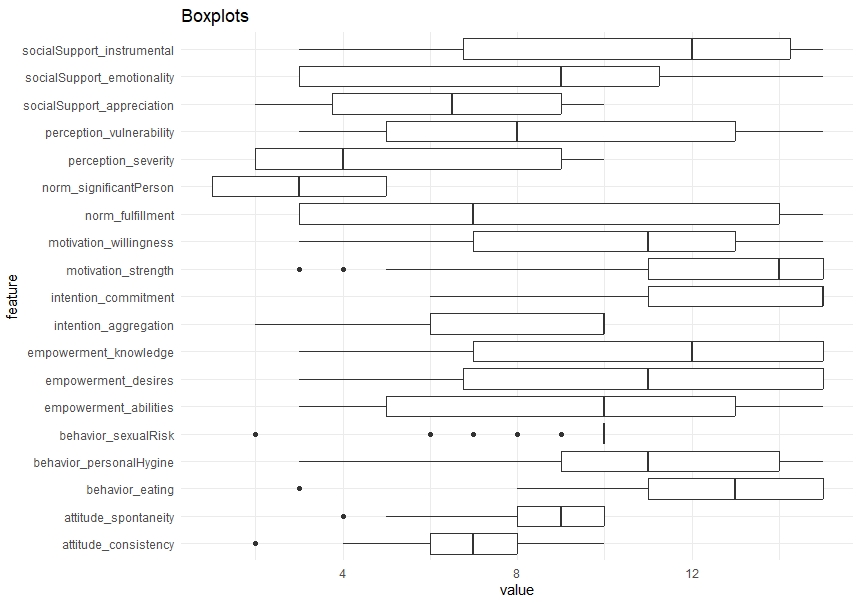 Boxplots
feature
socialSupport_instrumental
socialSupport_emotionality
socialSupport_appreciation
perception_vulnerability
perception_severity
norm_significantPerson
norm_fulfillment
motivation_willingness
motivation_strength
intention_commitment
intention_aggregation
empowerment_knowledge
empowerment_desires
empowerment_abilities
behavior_sexualRisk
behavior_personalHygine
behavior_eating
attitude_spontaneity
attitude_consistency
4 8 12
value